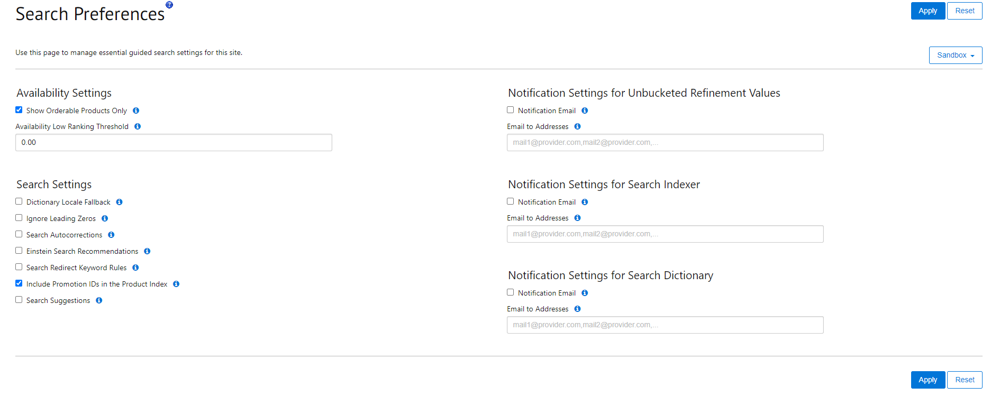 Search Preferences
Apply
Reset
Use this page to manage essential guided search settings for this site.
Sandbox
Availability Settings
Show Orderable Products Only
Availability Low Ranking Threshold
0.00
Search Settings
Dictionary Locale Fallback
Ignore Leading Zeros
Search Autocorrections
Einstein Search Recommendations
Search Redirect Keyword Rules
Include Promotion IDs in the Product Index
Search Suggestions
Notification Settings for Unbucketed Refinement Values
Notification Email
Email to Addresses
mail1@provider.com,mail2@provider.com,...
Notification Settings for Search Indexer
Notification Email
Email to Addresses
mail1@provider.com,mail2@provider.com,...
Notification Settings for Search Dictionary
Notification Email
Email to Addresses
mail1@provider.com,mail2@provider.com,...
Apply
Reset